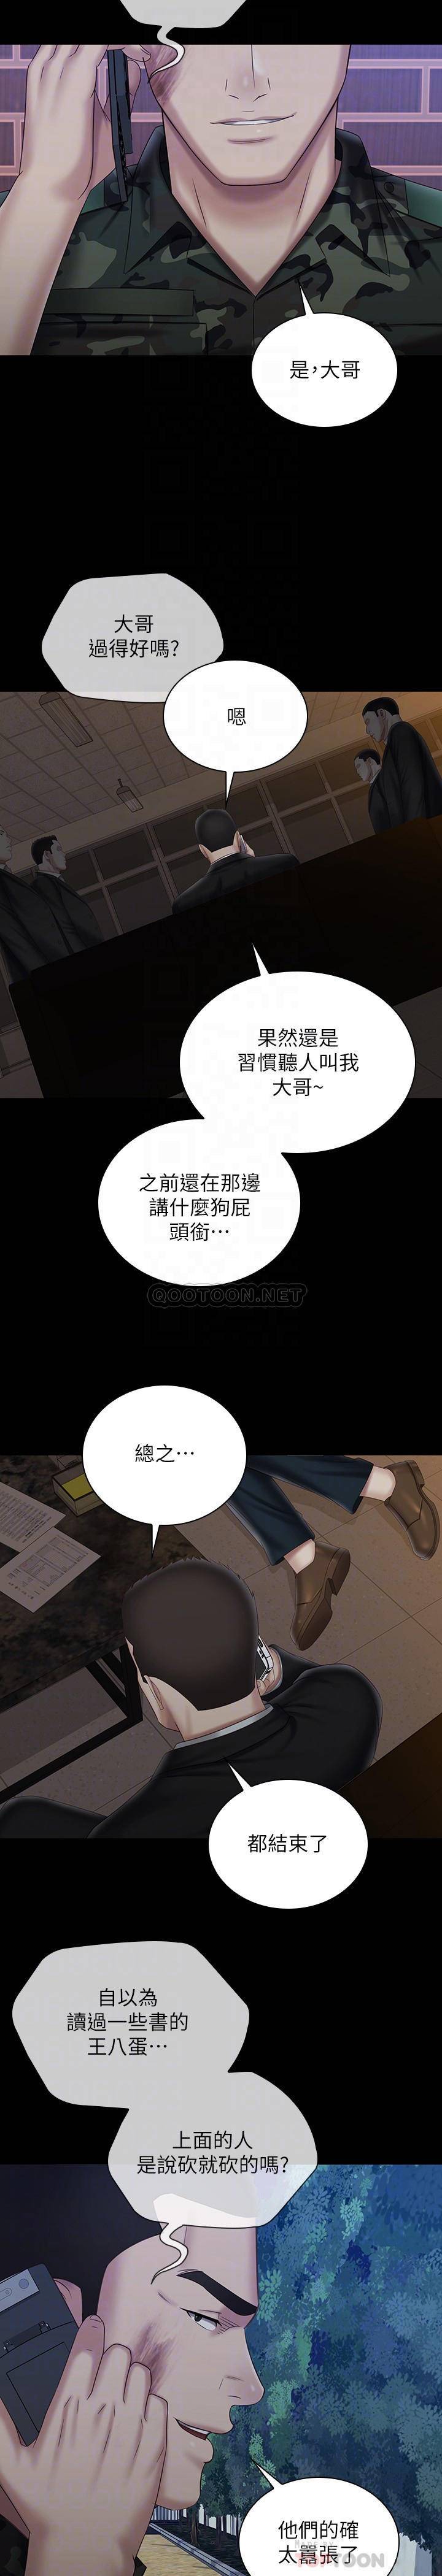 是，大哥
大哥
過得好嗎?
嗯
果然還是
習慣聽人叫我
大哥~
之前還在那邊
講什麼狗屁
頭銜⋯
QOOTOON.NET
總之⋯
都結束了
自以為
讀過一些書的
王八蛋⋯
上面的人
是說砍就砍的嗎?
他們的確
太囂張了